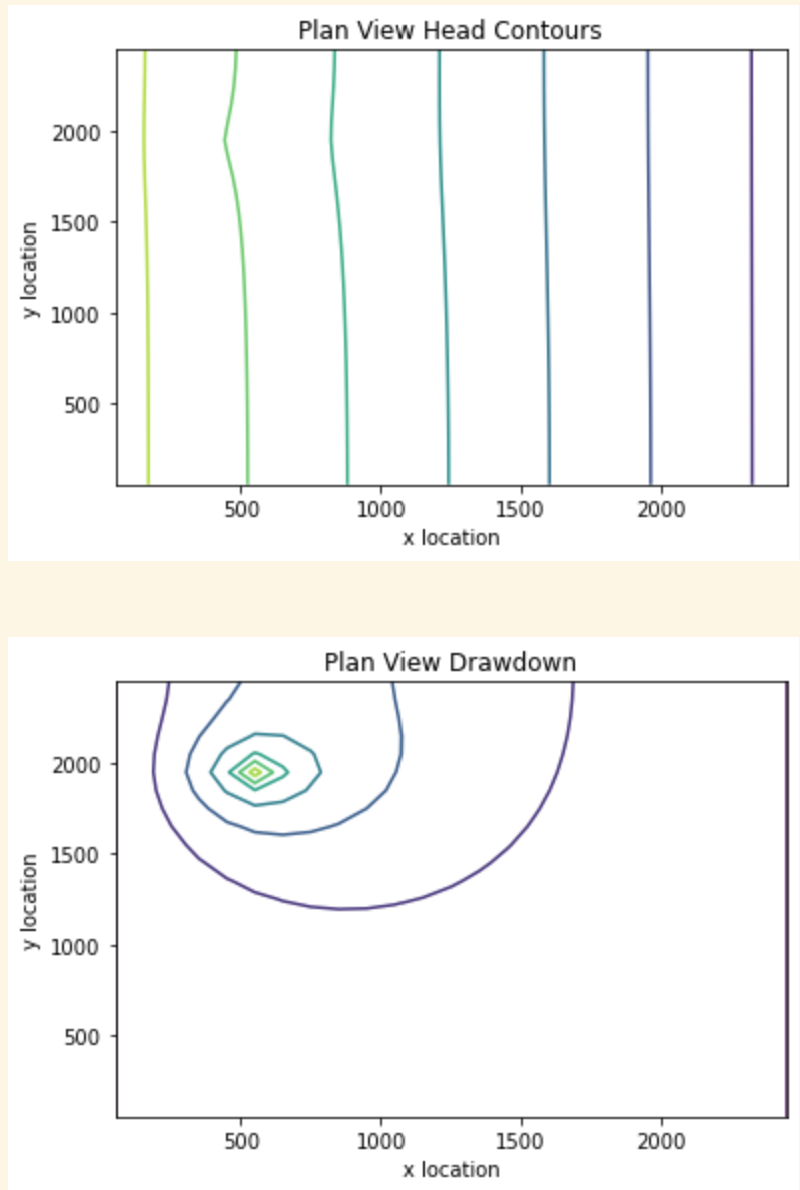 Plan View Head Contours
2000
1500
1000
500
y location
500 1000 1500 2000
x location
Plan View Drawdown
2000
1500
1000
500
y location
500 1000 1500 2000
x location